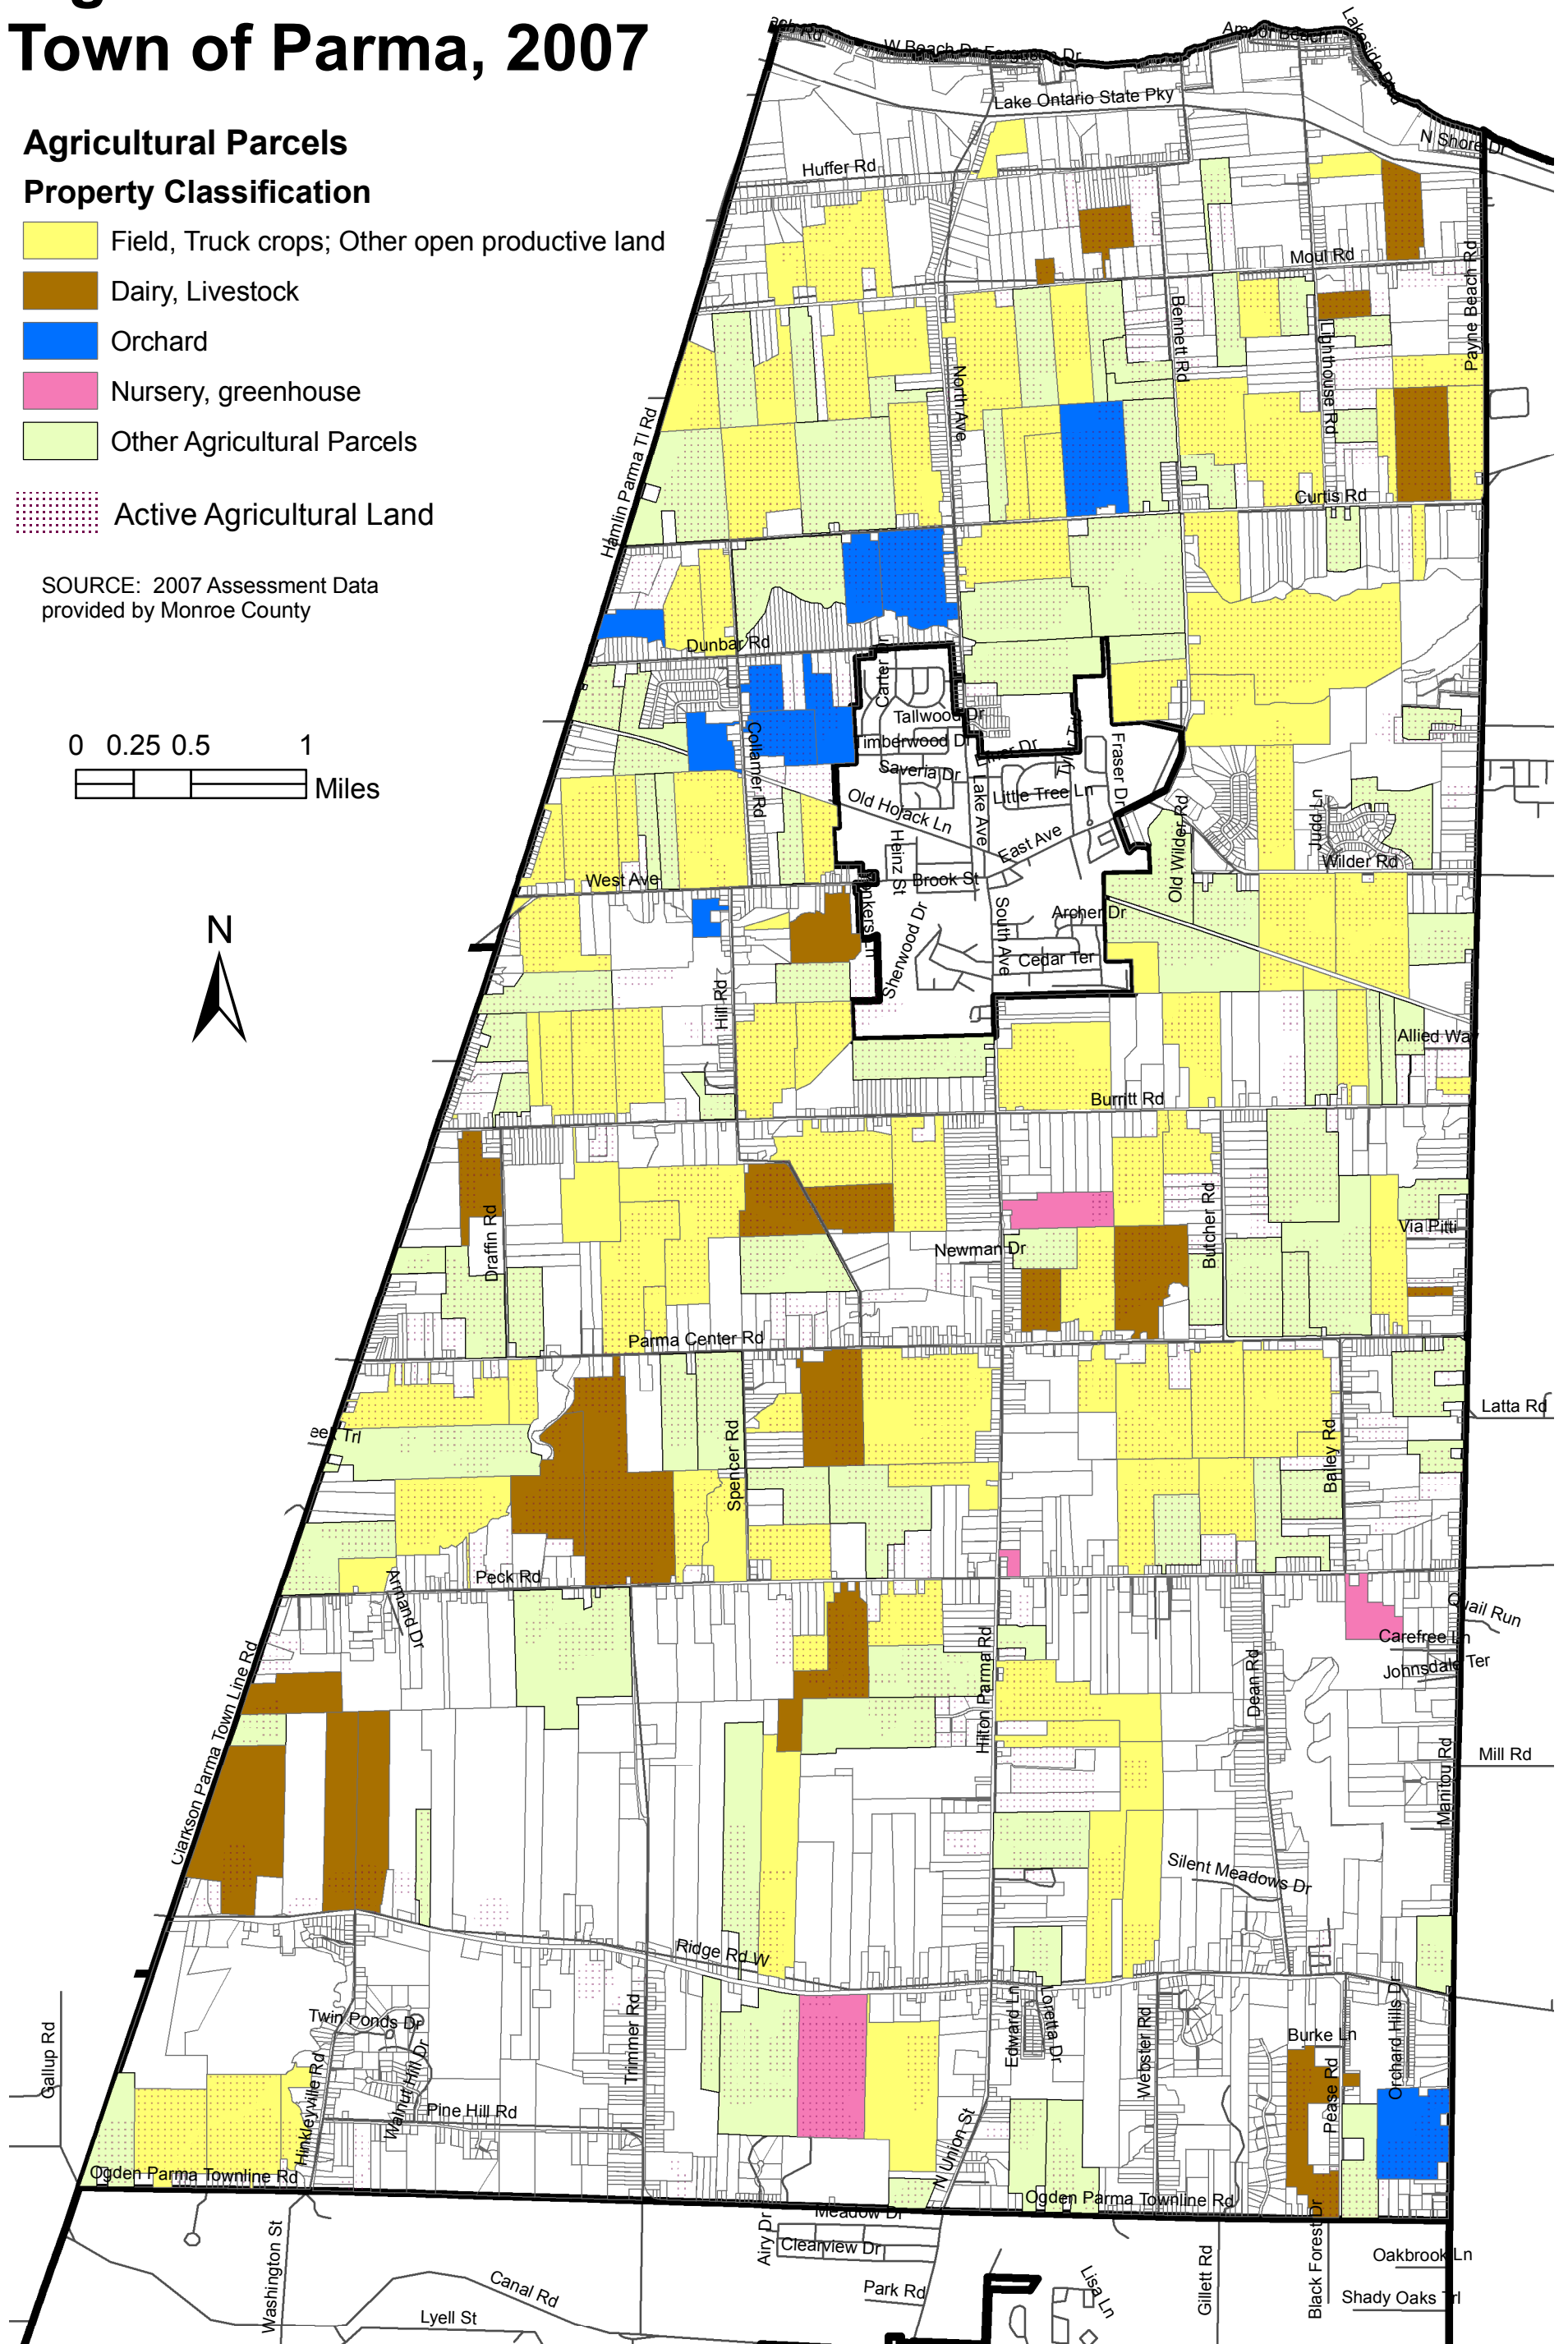 Town of Parma, 2007
Agricultural Parcels
Property Classification
Field, Truck crops; Other open productive land
Dairy, Livestock
Orchard
Nursery, greenhouse
Other Agricultural Parcels
Active Agricultural Land
SOURCE: 2007 Assessment Data
provided by Monroe County
0 0.25 0.5 1
Miles
N
W Beach Dr
Ferguson Dr
Lake Ontario State Pky
N Shore Dr
Huffer Rd
Moul Rd
Payne Beach Rd
Bennett Rd
Lighthouse Rd
North Ave
Hamlin Parma Tl Rd
Curtis Rd
Dunbar Rd
Carter Dr
Tallwood Dr
Timberwood Dr
Saveria Dr
Collamer Rd
Fraser Dr
Lake Ave
Little Tree Ln
Old Hojack Ln
East Ave
Heinz St
Old Wilder Rd
Judd Ln
Wilder Rd
West Ave
Brook St
Archer Dr
South Ave
Sherwood Dr
Cedar Ter
Hill Rd
Allied Way
Burritt Rd
Draffin Rd
Butcher Rd
Via Pitti
Newman Dr
Parma Center Rd
Latta Rd
Spencer Rd
Bailey Rd
Peck Rd
Armand Dr
Quail Run
Carefree Ln
Johnsdale Ter
Clarkson Parma Town Line Rd
Hilton Parma Rd
Dean Rd
Manitou Rd
Mill Rd
Silent Meadows Dr
Ridge Rd W
Gallup Rd
Twin Ponds Dr
Hinkleyville Rd
Walnut Hill Dr
Pine Hill Rd
Trimmer Rd
Edward Ln
Loretta Dr
Webster Rd
Burke Ln
Pease Rd
Orchard Hills Dr
N Union St
Ogden Parma Townline Rd
Ogden Parma Townline Rd
Washington St
Airy Dr
Meadow Dr
Clearview Dr
Park Rd
Canal Rd
Lyell St
Lisa Ln
Gillett Rd
Black Forest Dr
Oakbrook Ln
Shady Oaks Trl